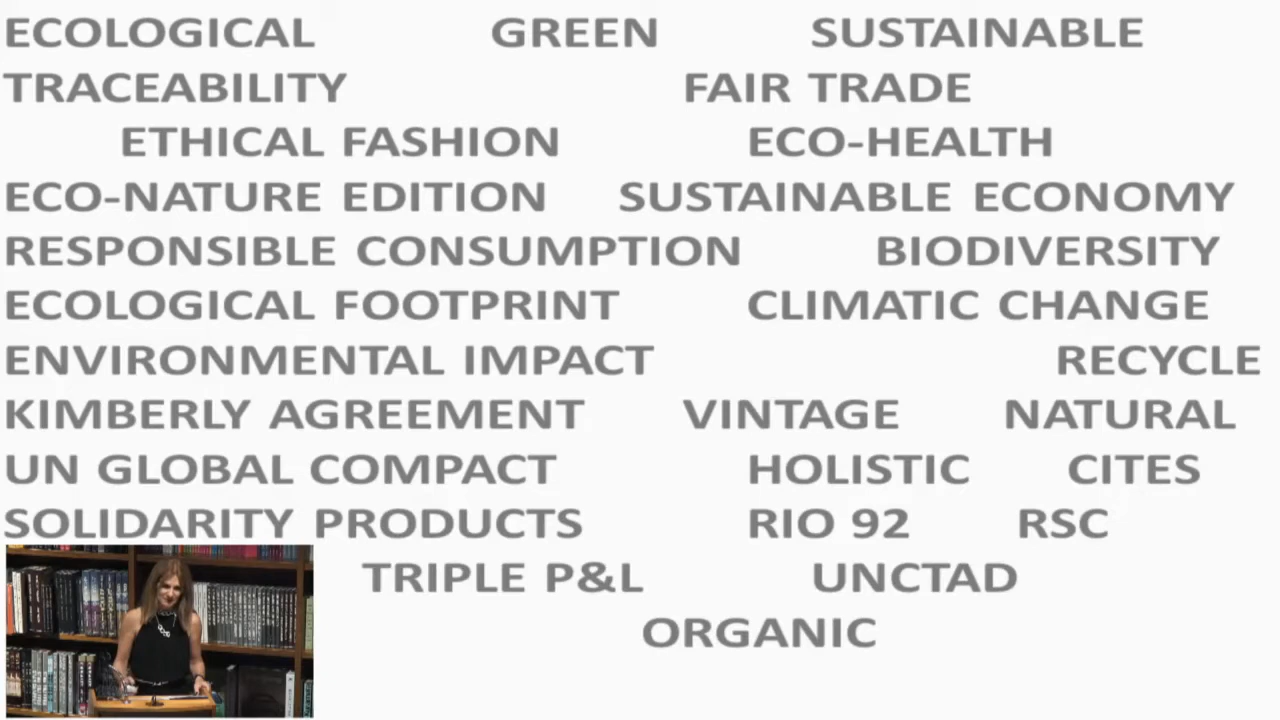 ECOLOGICAL GREEN SUSTAINABLE
TRACEABILITY FAIR TRADE
ETHICAL FASHION ECO-HEALTH
ECO-NATURE EDITION SUSTAINABLE ECONOMY
RESPONSIBLE CONSUMPTION BIODIVERSITY
ECOLOGICAL FOOTPRINT CLIMATIC CHANGE
ENVIRONMENTAL IMPACT RECYCLE
KIMBERLY AGREEMENT VINTAGE NATURAL
UN GLOBAL COMPACT HOLISTIC CITES
SOLIDARITY PRODUCTS RIO 92 RSC
TRIPLE P&L UNCTAD
ORGANIC